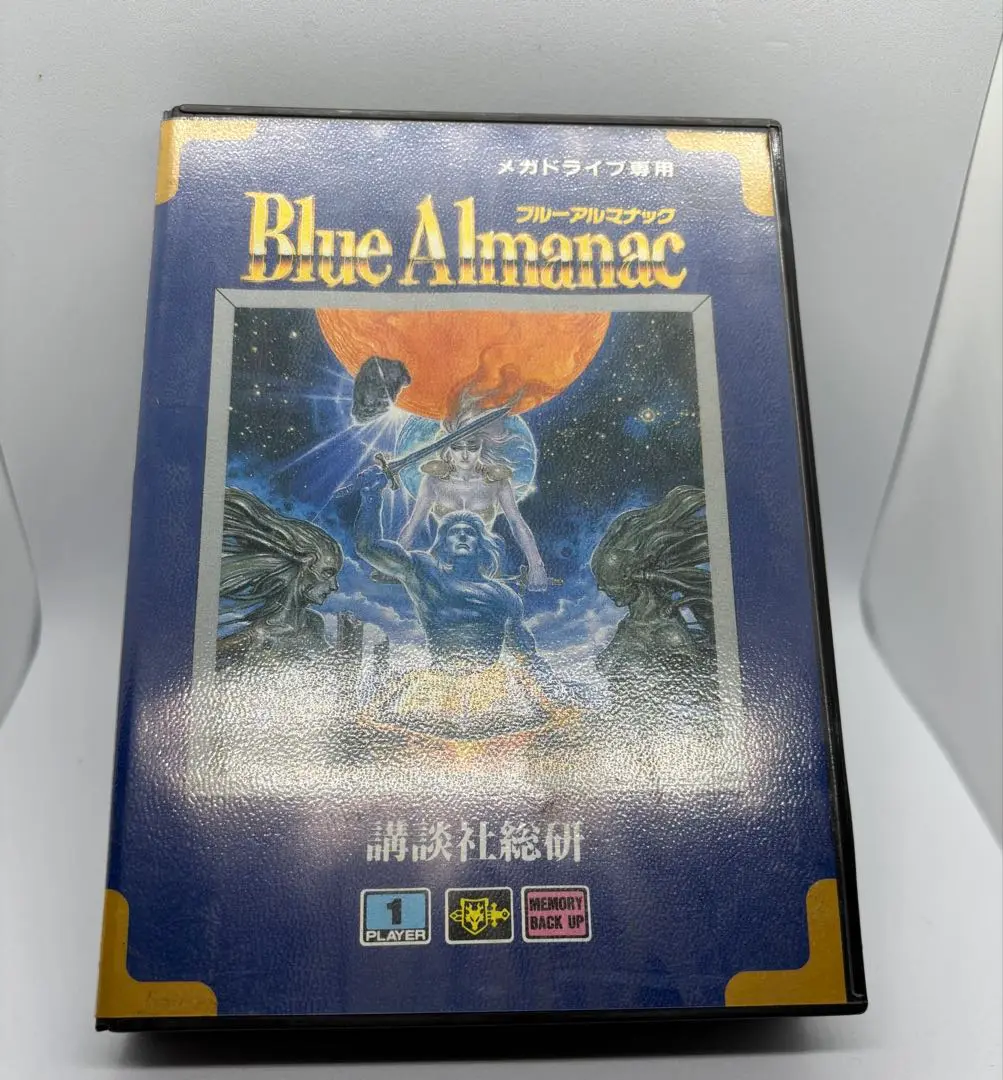 メガドライブ専用
ブルーアルマナック
Blue Almanac
講談社総研
1
PLAYER
MEMORY
BACK UP